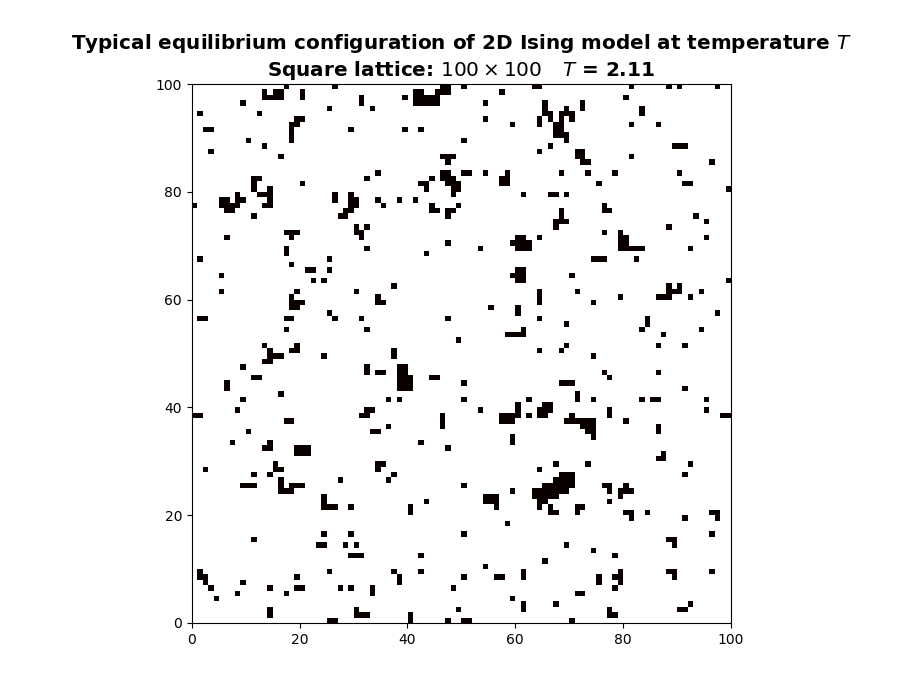 Typical equilibrium configuration of 2D Ising model at temperature T
Square lattice: 100 × 100 T = 2.11
100
80
60
40
20
0
0 20 40 60 80 100